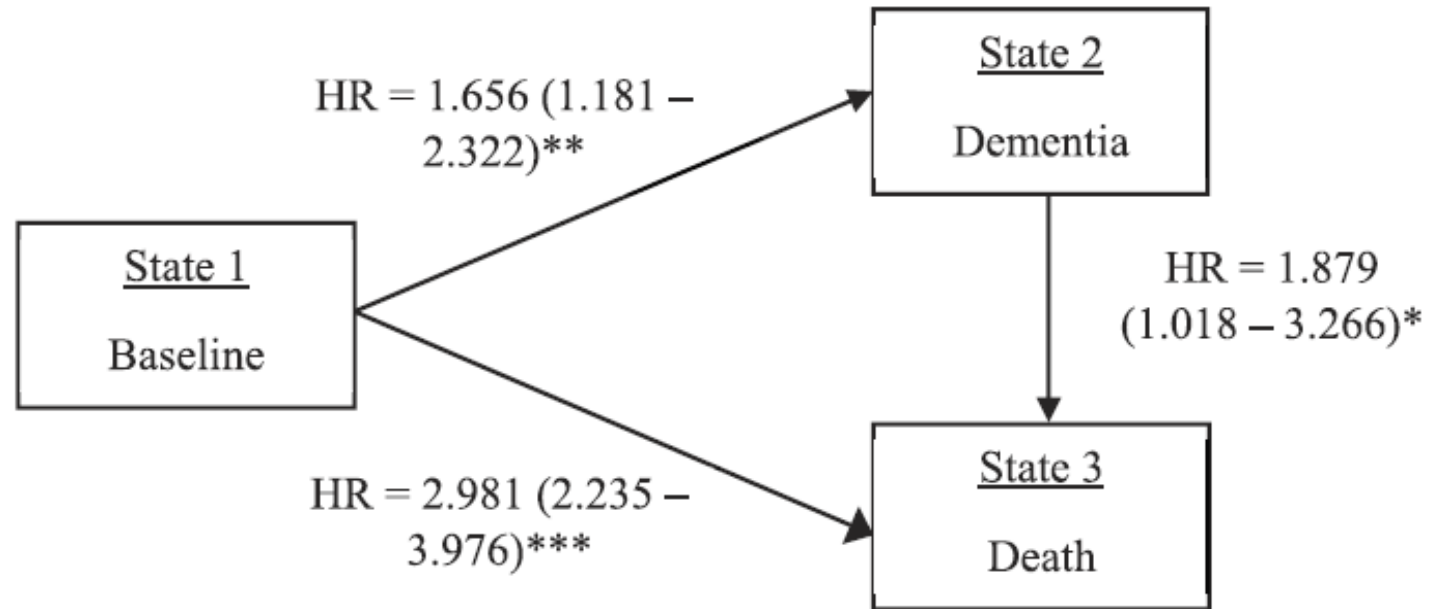 State 2
Dementia
HR = 1.656 (1.181 –
2.322)**
State 1
Baseline
HR = 1.879
(1.018 – 3.266)*
HR = 2.981 (2.235 –
3.976)***
State 3
Death